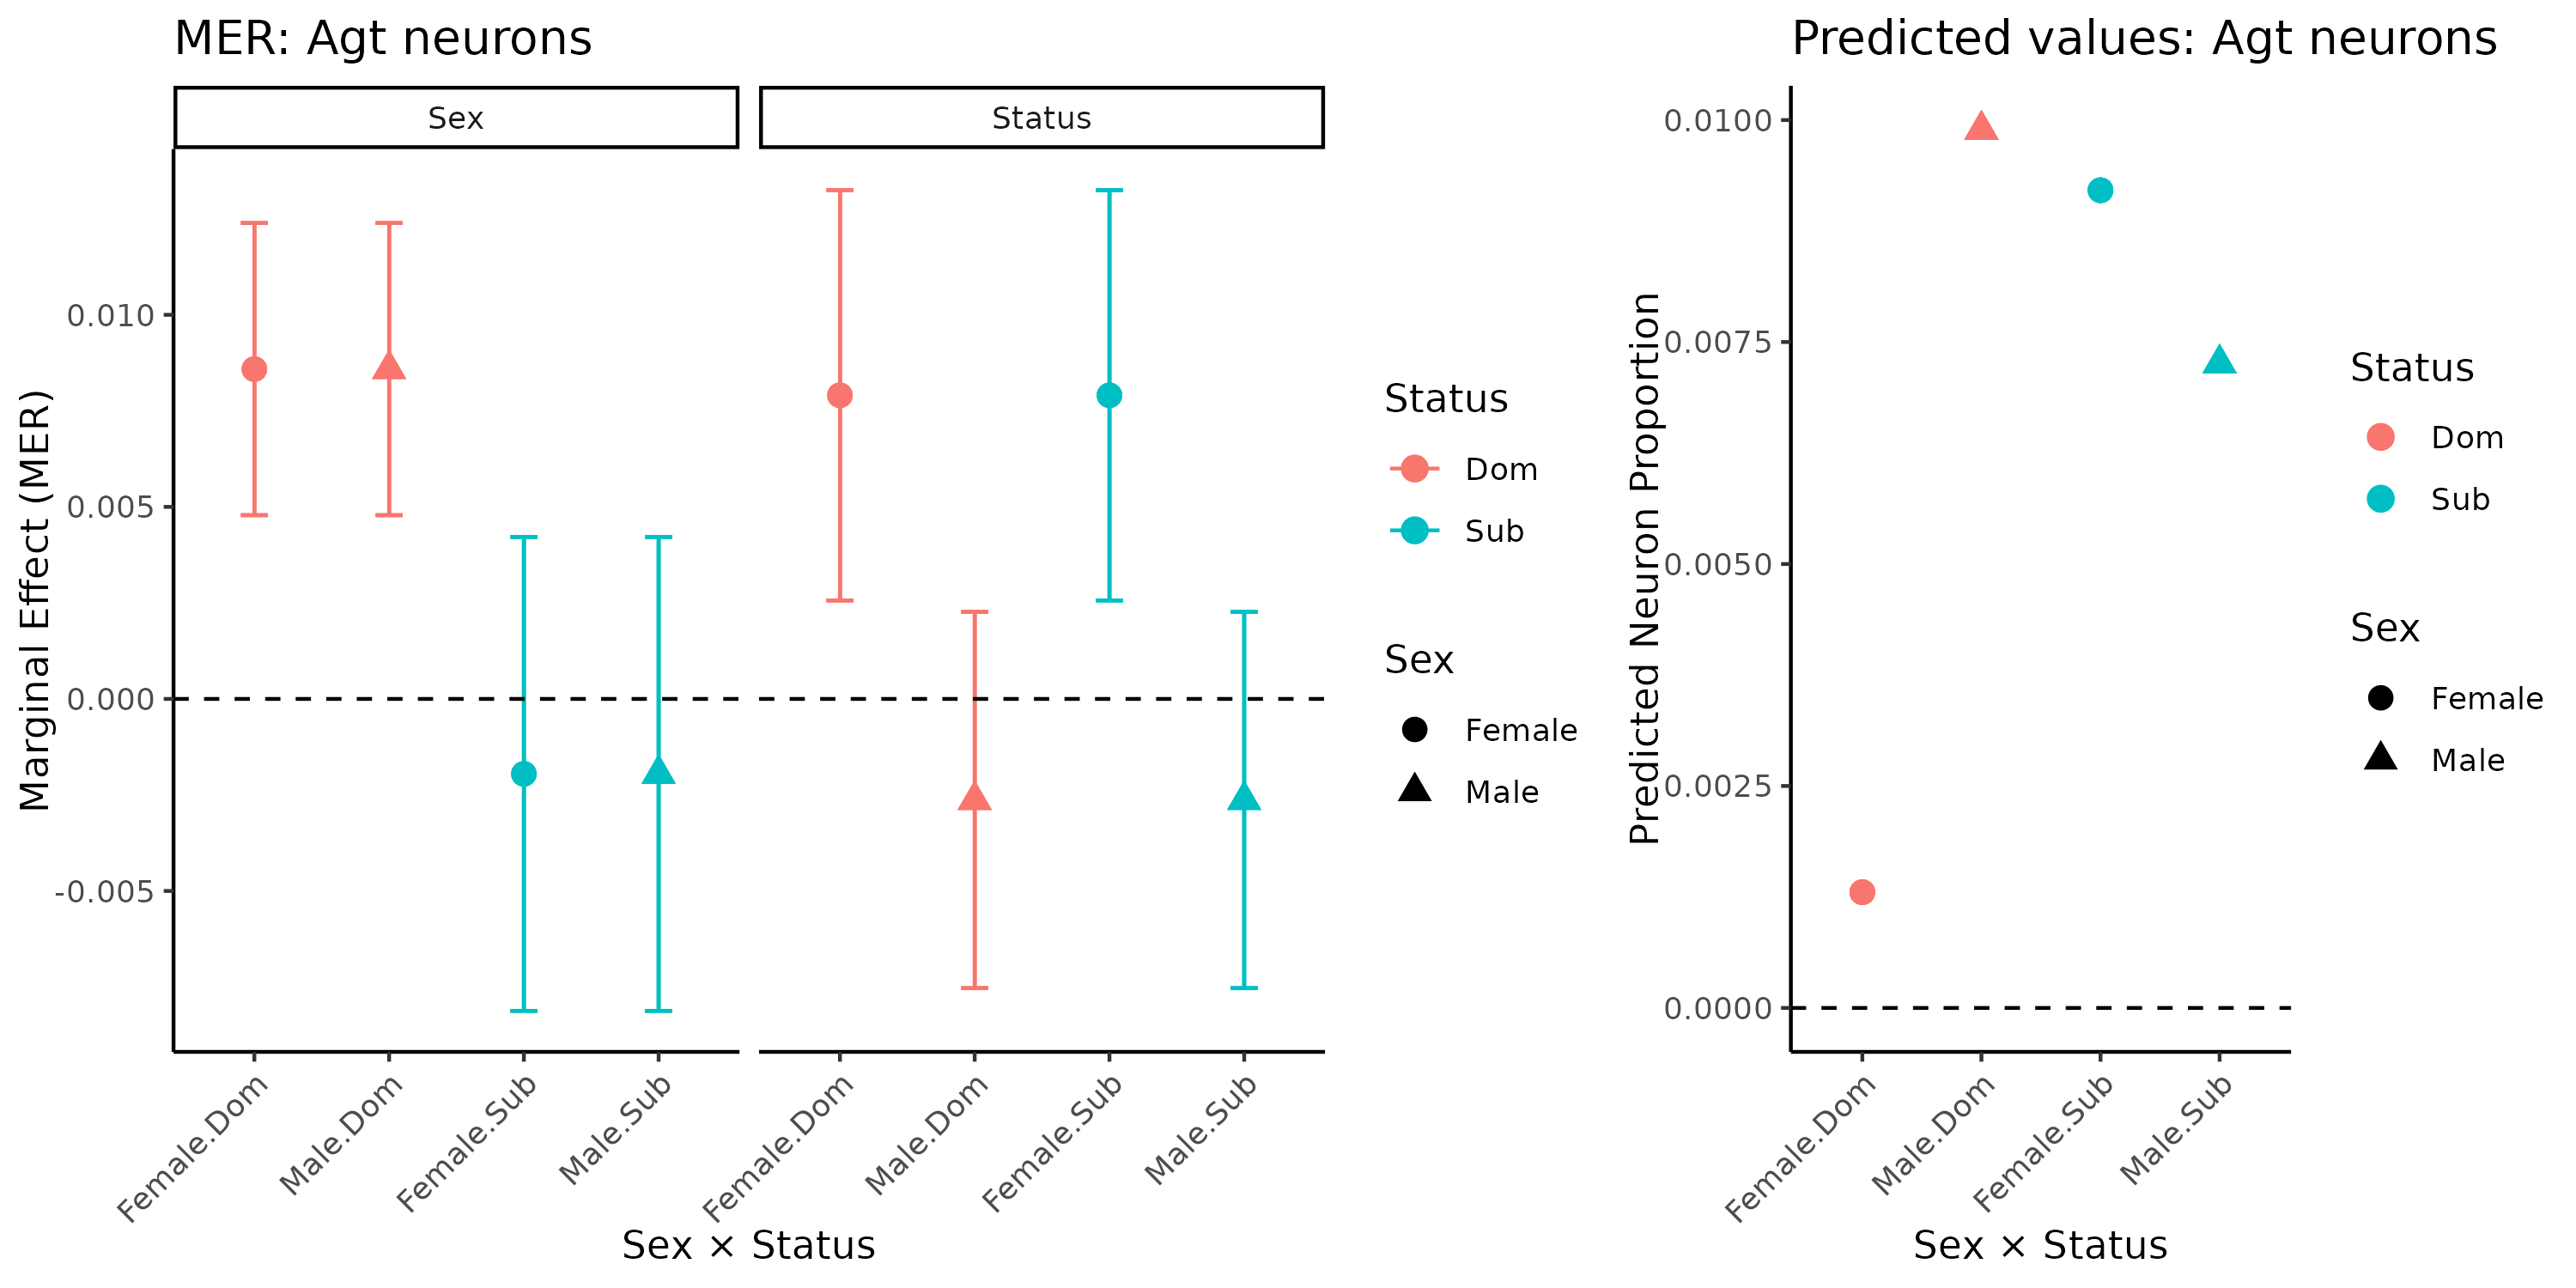 MER: Agt neurons
Sex
Status
Marginal Effect (MER)
0.010
0.005
0.000
-0.005
Female.Dom
Male.Dom
Female.Sub
Male.Sub
Female.Dom
Male.Dom
Female.Sub
Male.Sub
Sex × Status
Status
Dom
Sub
Sex
Female
Male
Predicted values: Agt neurons
Predicted Neuron Proportion
0.0100
0.0075
0.0050
0.0025
0.0000
Female.Dom
Male.Dom
Female.Sub
Male.Sub
Sex × Status
Status
Dom
Sub
Sex
Female
Male